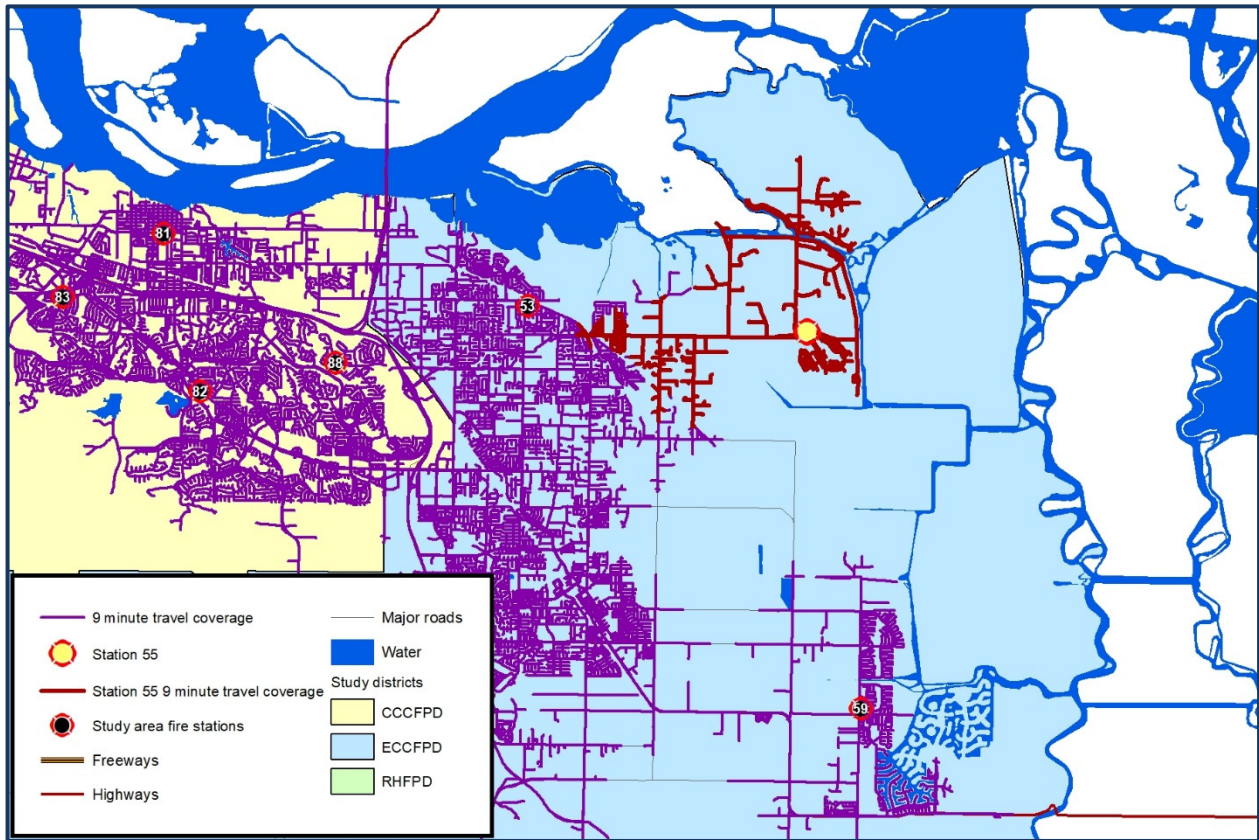 81
83
53
88
82
59
9 minute travel coverage
Station 55
Station 55 9 minute travel coverage
Study area fire stations
Freeways
Highways
Major roads
Water
Study districts
CCCFPD
ECCFPD
RHFPD